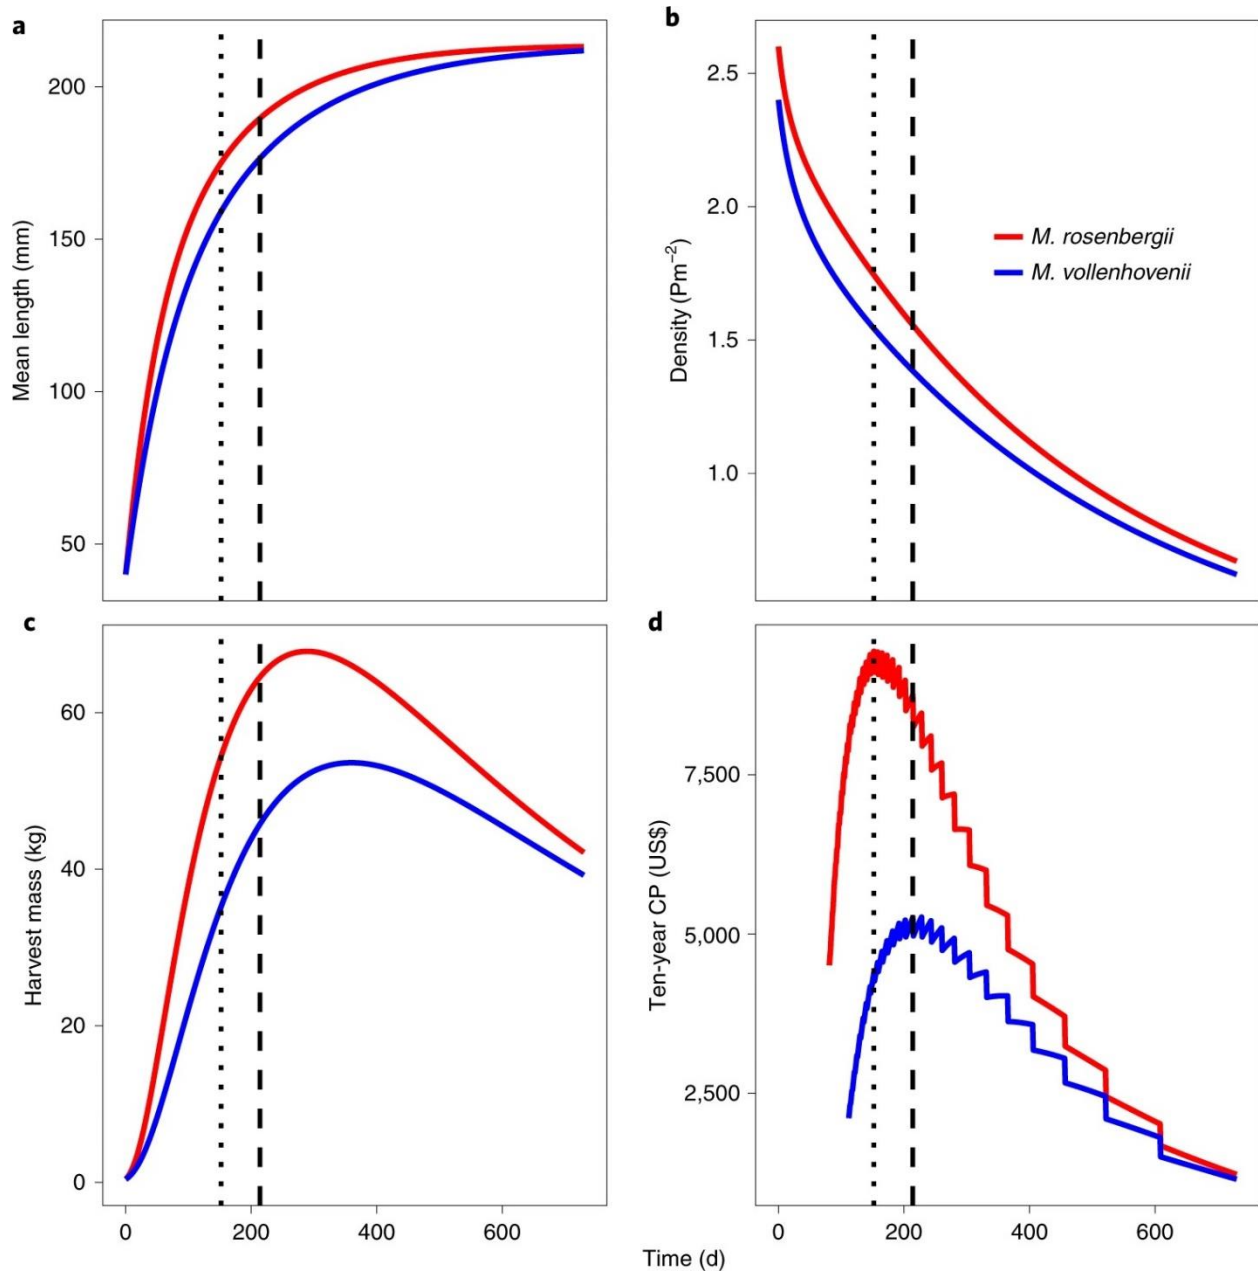 a
Mean length (mm)
200
150
100
50
b
Density (Pm⁻²)
2.5
2.0
1.5
1.0
M. rosenbergii
M. vollenhovenii
c
Harvest mass (kg)
60
40
20
0
0 200 400 600
d
Ten-year CP (US$)
7,500
5,000
2,500
0 200 400 600
Time (d)